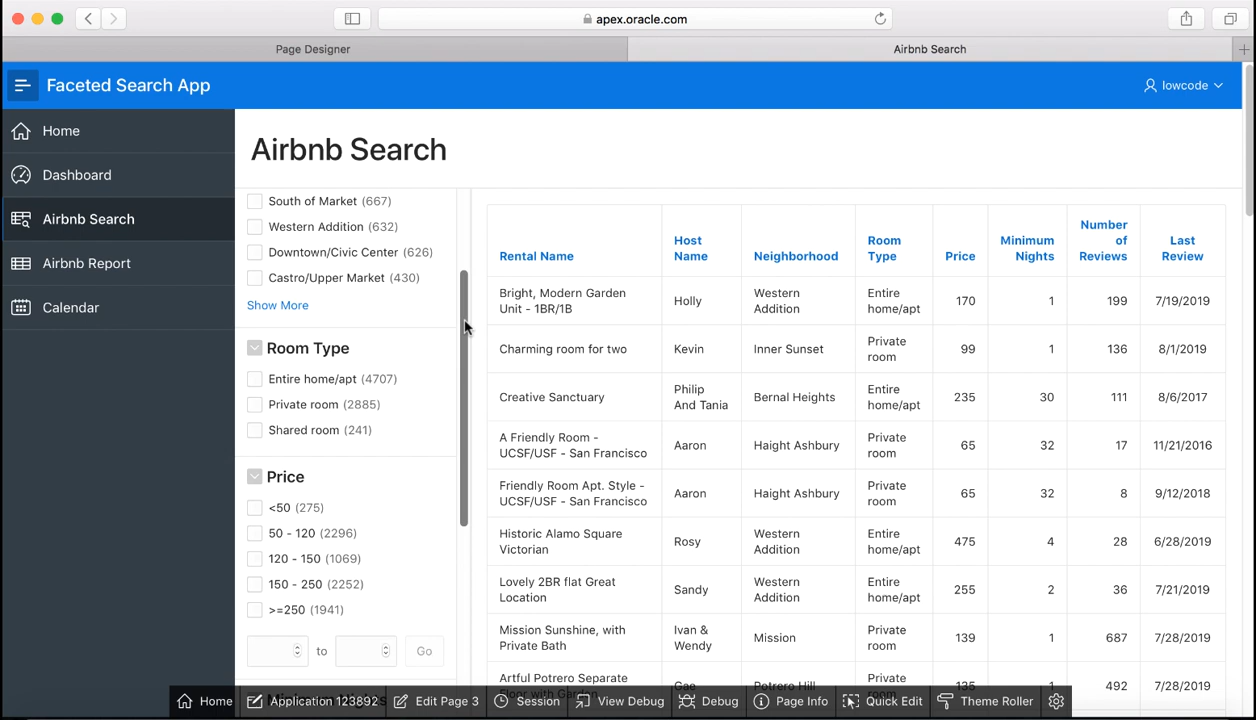 apex.oracle.com
Page Designer
Airbnb Search
Faceted Search App
lowcode
Home
Dashboard
Airbnb Search
Airbnb Report
Calendar
Airbnb Search
South of Market (667)
Western Addition (632)
Downtown/Civic Center (626)
Castro/Upper Market (430)
Show More
Room Type
Entire home/apt (4707)
Private room (2885)
Shared room (241)
Price
<50 (275)
50 - 120 (2296)
120 - 150 (1069)
150 - 250 (2252)
>=250 (1941)
to
Go
Minimum Nights
Rental Name Host Name Neighborhood Room Type Price Minimum Nights Number of Reviews Last Review
Bright, Modern Garden Unit - 1BR/1B Holly Western Addition Entire home/apt 170 1 199 7/19/2019
Charming room for two Kevin Inner Sunset Private room 99 1 136 8/1/2019
Creative Sanctuary Philip And Tania Bernal Heights Entire home/apt 235 30 111 8/6/2017
A Friendly Room - UCSF/USF - San Francisco Aaron Haight Ashbury Private room 65 32 17 11/21/2016
Friendly Room Apt. Style - UCSF/USF - San Francisco Aaron Haight Ashbury Private room 65 32 8 9/12/2018
Historic Alamo Square Victorian Rosy Western Addition Entire home/apt 475 4 28 6/28/2019
Lovely 2BR flat Great Location Sandy Western Addition Entire home/apt 255 2 36 7/21/2019
Mission Sunshine, with Private Bath Ivan & Wendy Mission Private room 139 1 687 7/28/2019
Artful Potrero Separate Floor with Garden Gae Potrero Hill Private room 135 1 492 7/28/2019
Home Application 123892 Edit Page 3 Session View Debug Debug Page Info Quick Edit Theme Roller